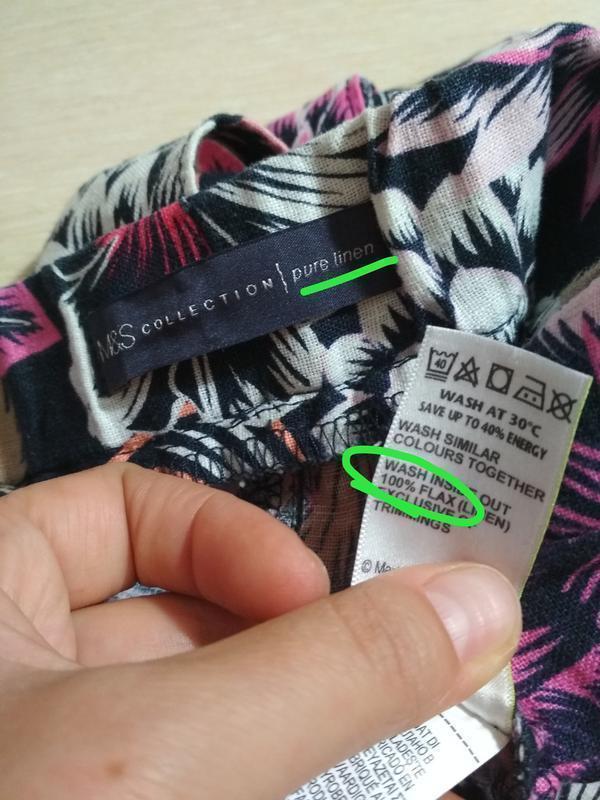 M&S COLLECTION pure linen
40
WASH AT 30°C
SAVE UP TO 40% ENERGY
WASH SIMILAR
COLOURS TOGETHER
WASH INSIDE OUT
100% FLAX (LINEN)
EXCLUSIVE OF
TRIMMINGS
©